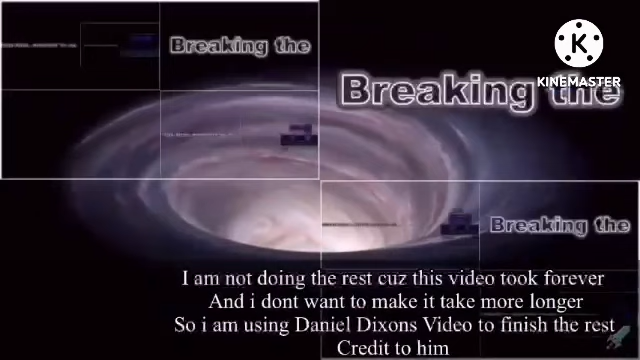 Breaking the
KINEMASTER
Breaking the
Breaking the
I am not doing the rest cuz this video took forever
And i dont want to make it take more longer
So i am using Daniel Dixons Video to finish the rest
Credit to him